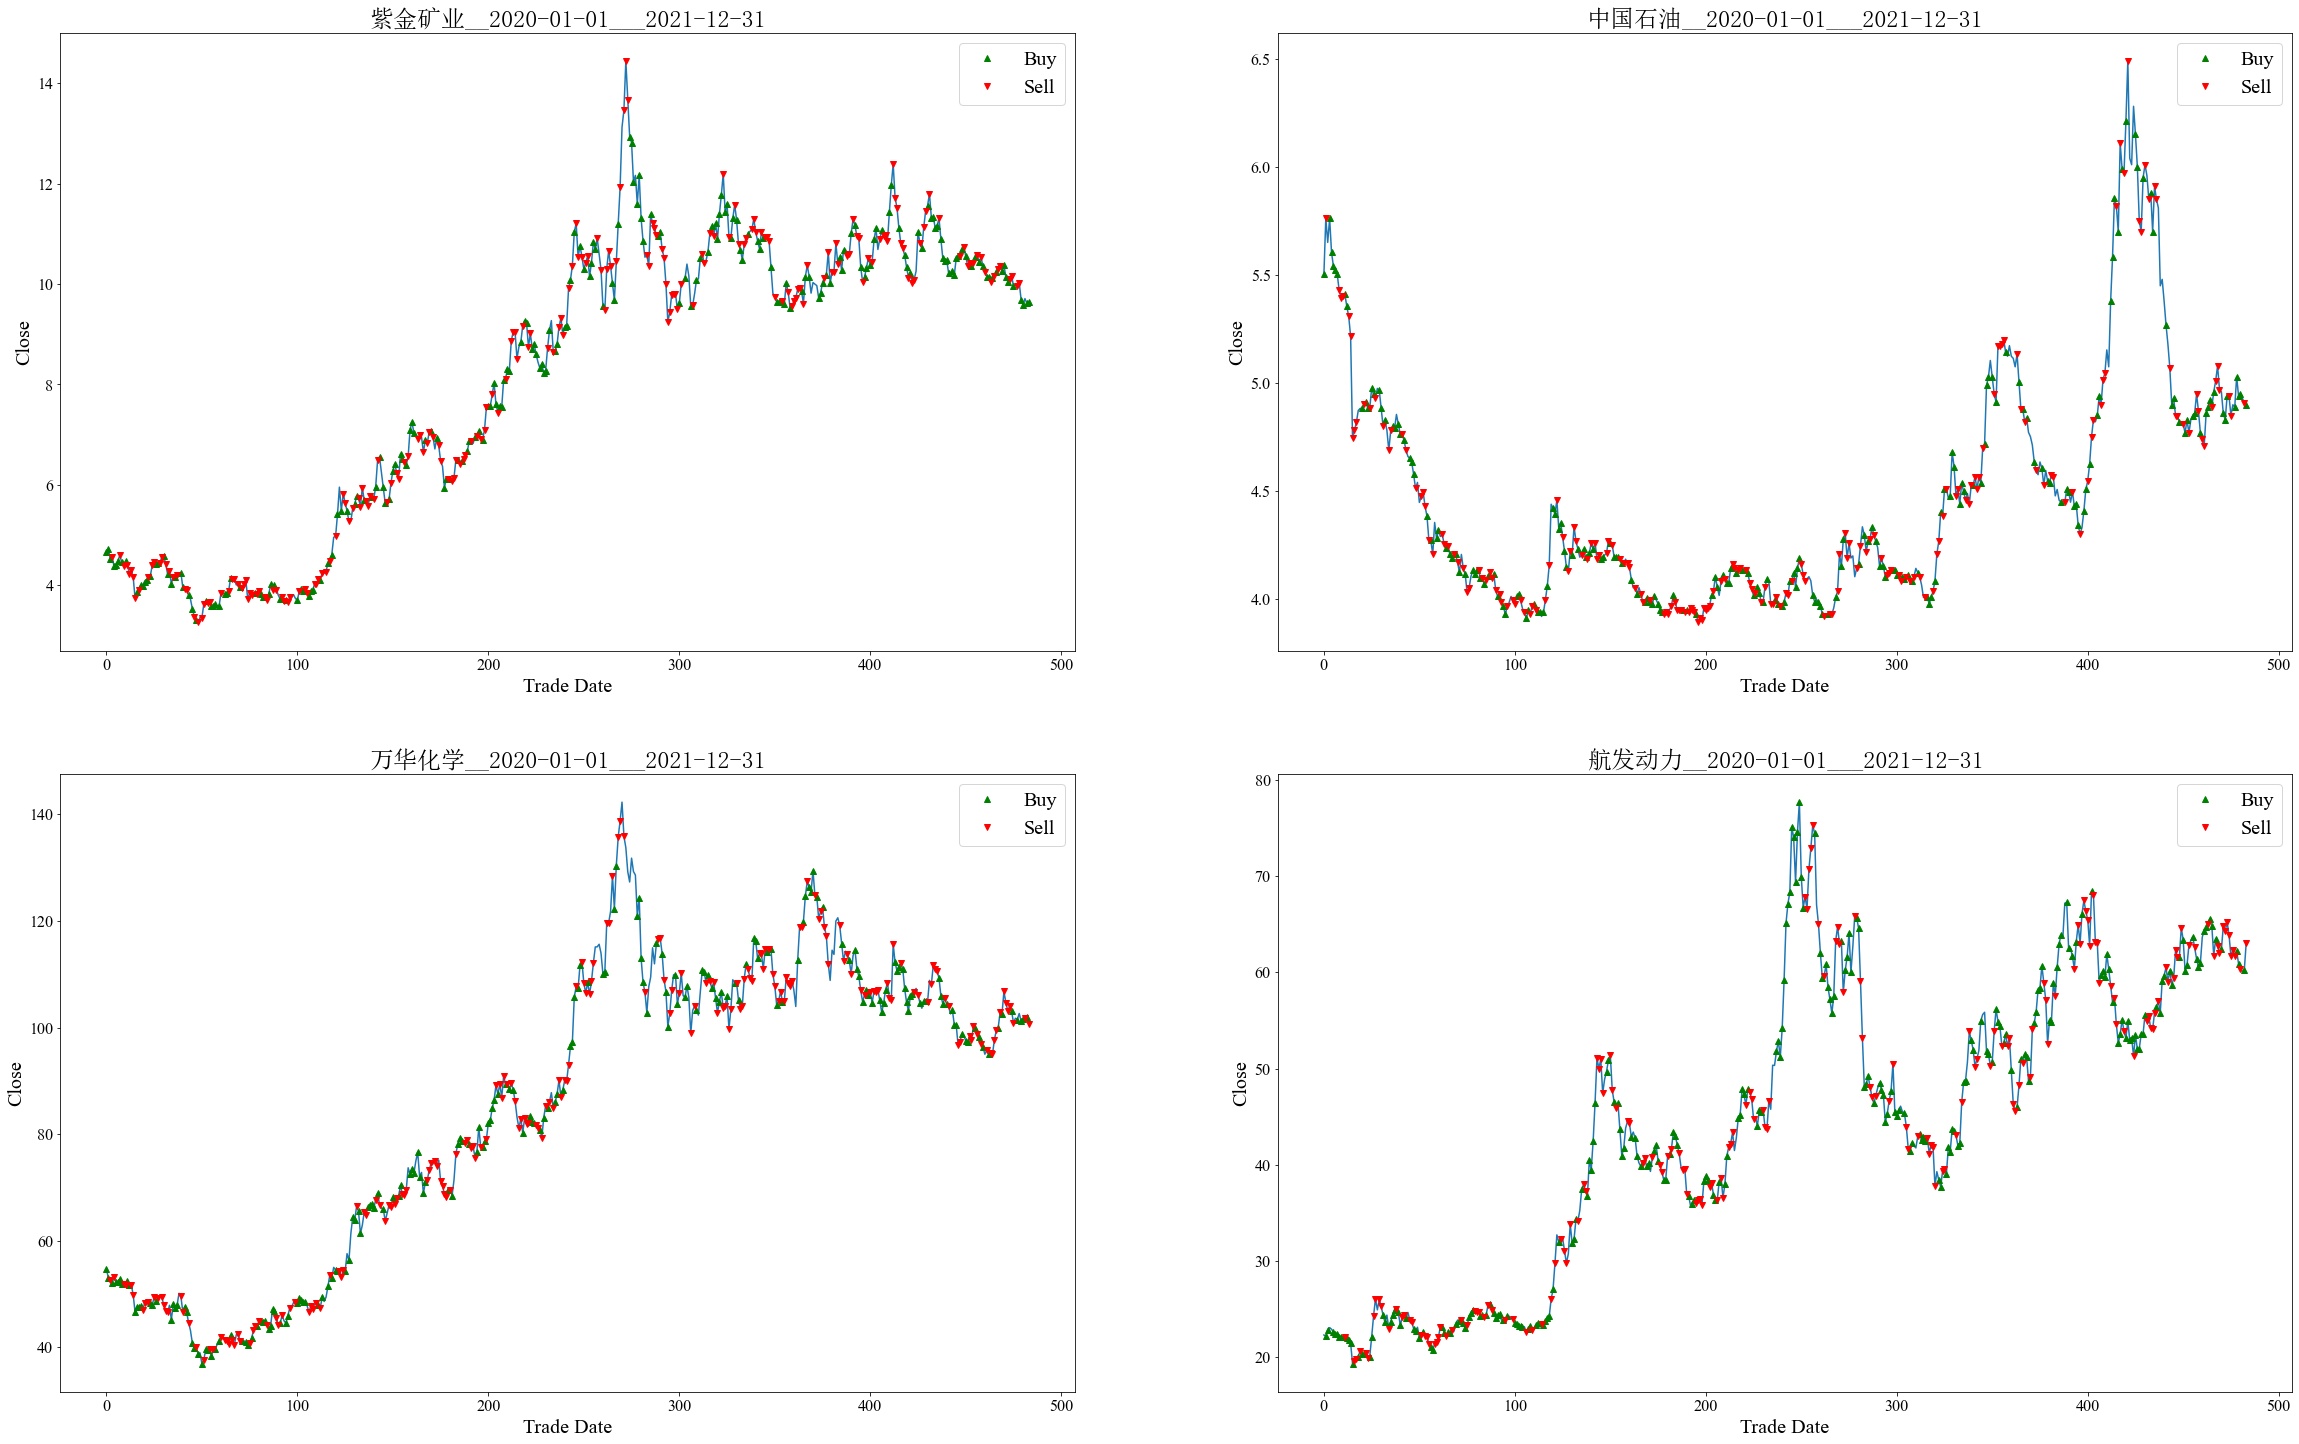 紫金矿业__2020-01-01___2021-12-31
Buy
Sell
14
12
10
8
6
4
Close
0 100 200 300 400 500
Trade Date
中国石油__2020-01-01___2021-12-31
Buy
Sell
6.5
6.0
5.5
5.0
4.5
4.0
Close
0 100 200 300 400 500
Trade Date
万华化学__2020-01-01___2021-12-31
Buy
Sell
140
120
100
80
60
40
Close
0 100 200 300 400 500
Trade Date
航发动力__2020-01-01___2021-12-31
Buy
Sell
80
70
60
50
40
30
20
Close
0 100 200 300 400 500
Trade Date